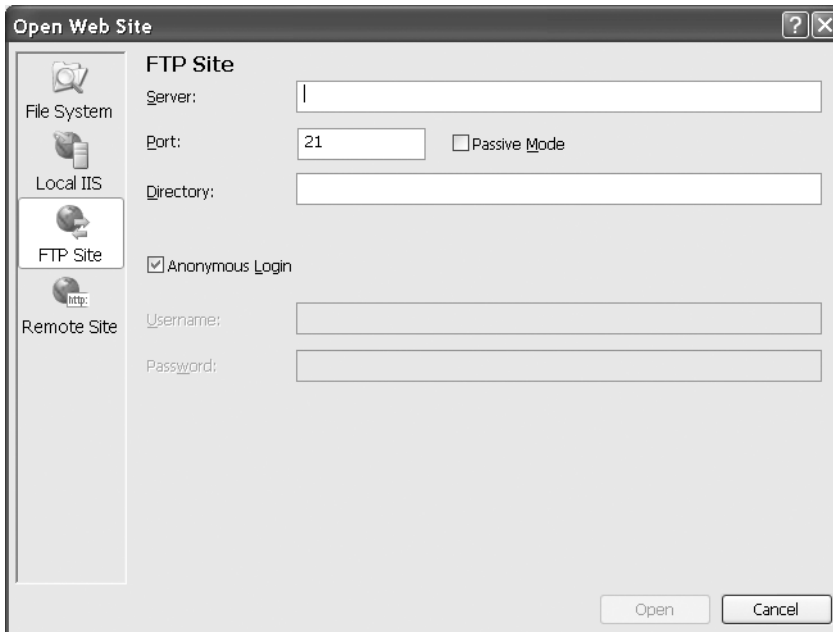 Open Web Site
File System
Local IIS
FTP Site
http:
Remote Site
FTP Site
Server:
Port: 21 Passive Mode
Directory:
Anonymous Login
Username:
Password:
Open Cancel